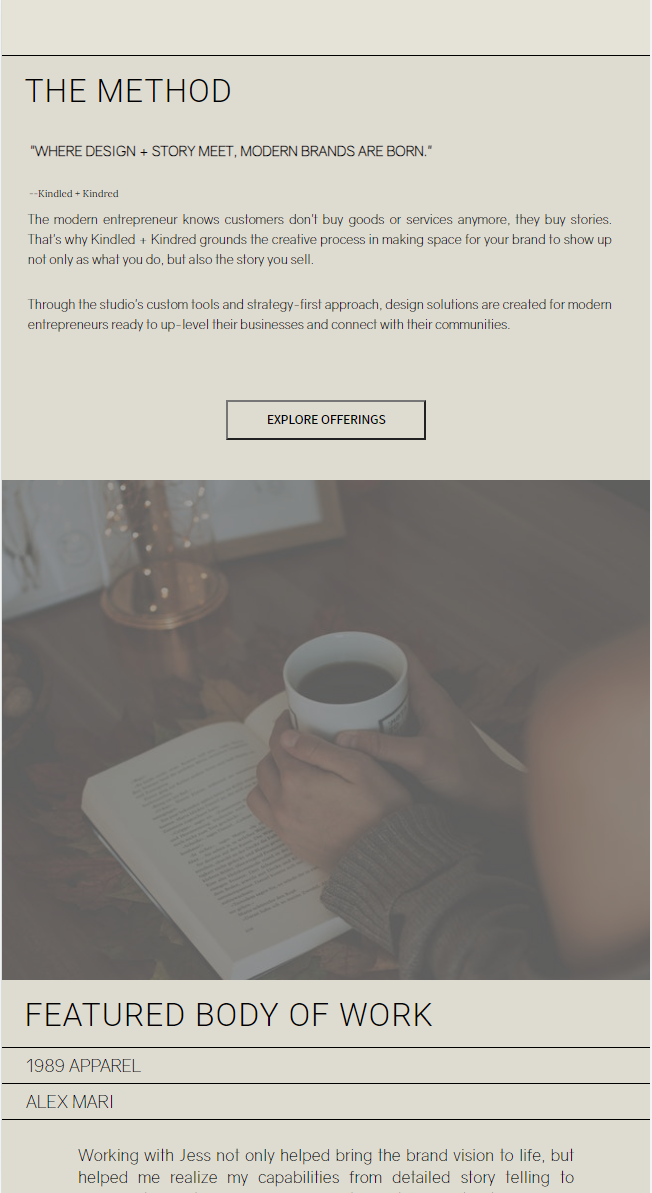 THE METHOD
"WHERE DESIGN + STORY MEET, MODERN BRANDS ARE BORN."
--Kindled + Kindred
The modern entrepreneur knows customers don't buy goods or services anymore, they buy stories.
That's why Kindled + Kindred grounds the creative process in making space for your brand to show up
not only as what you do, but also the story you sell.
Through the studio's custom tools and strategy-first approach, design solutions are created for modern
entrepreneurs ready to up-level their businesses and connect with their communities.
EXPLORE OFFERINGS
FEATURED BODY OF WORK
1989 APPAREL
ALEX MARI
Working with Jess not only helped bring the brand vision to life, but
helped me realize my capabilities from detailed story telling to